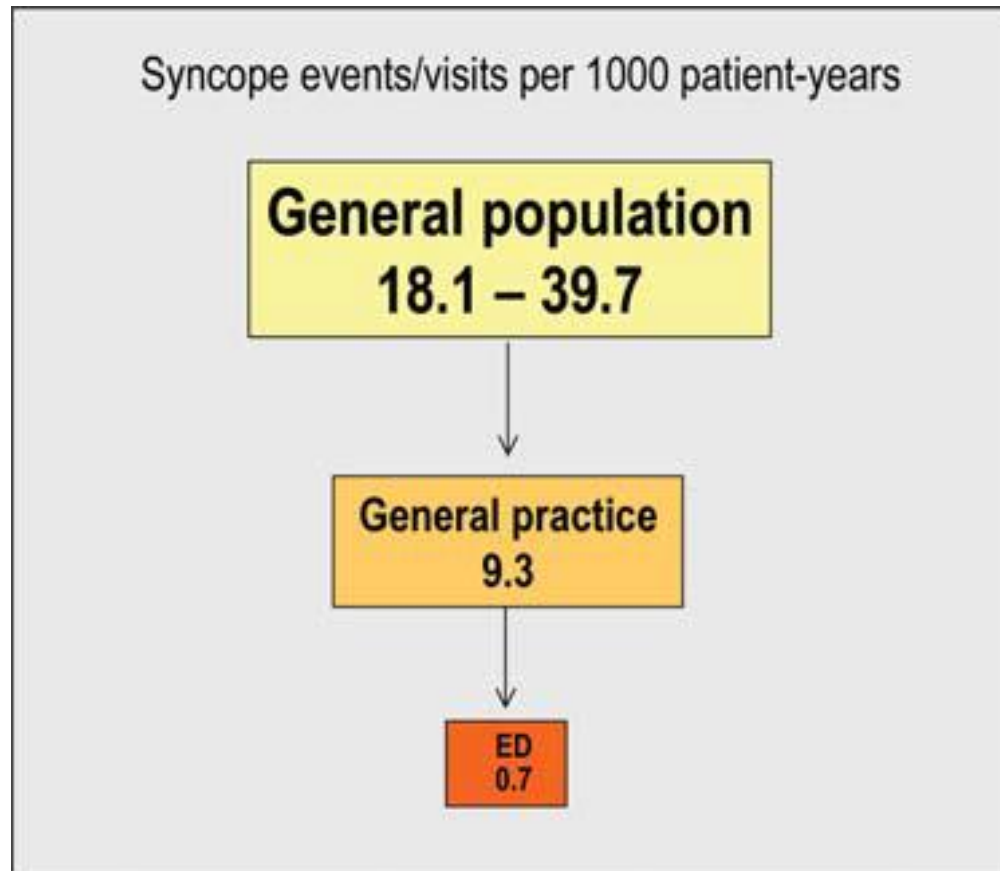 Syncope events/visits per 1000 patient-years
General population
18.1 – 39.7
General practice
9.3
ED
0.7